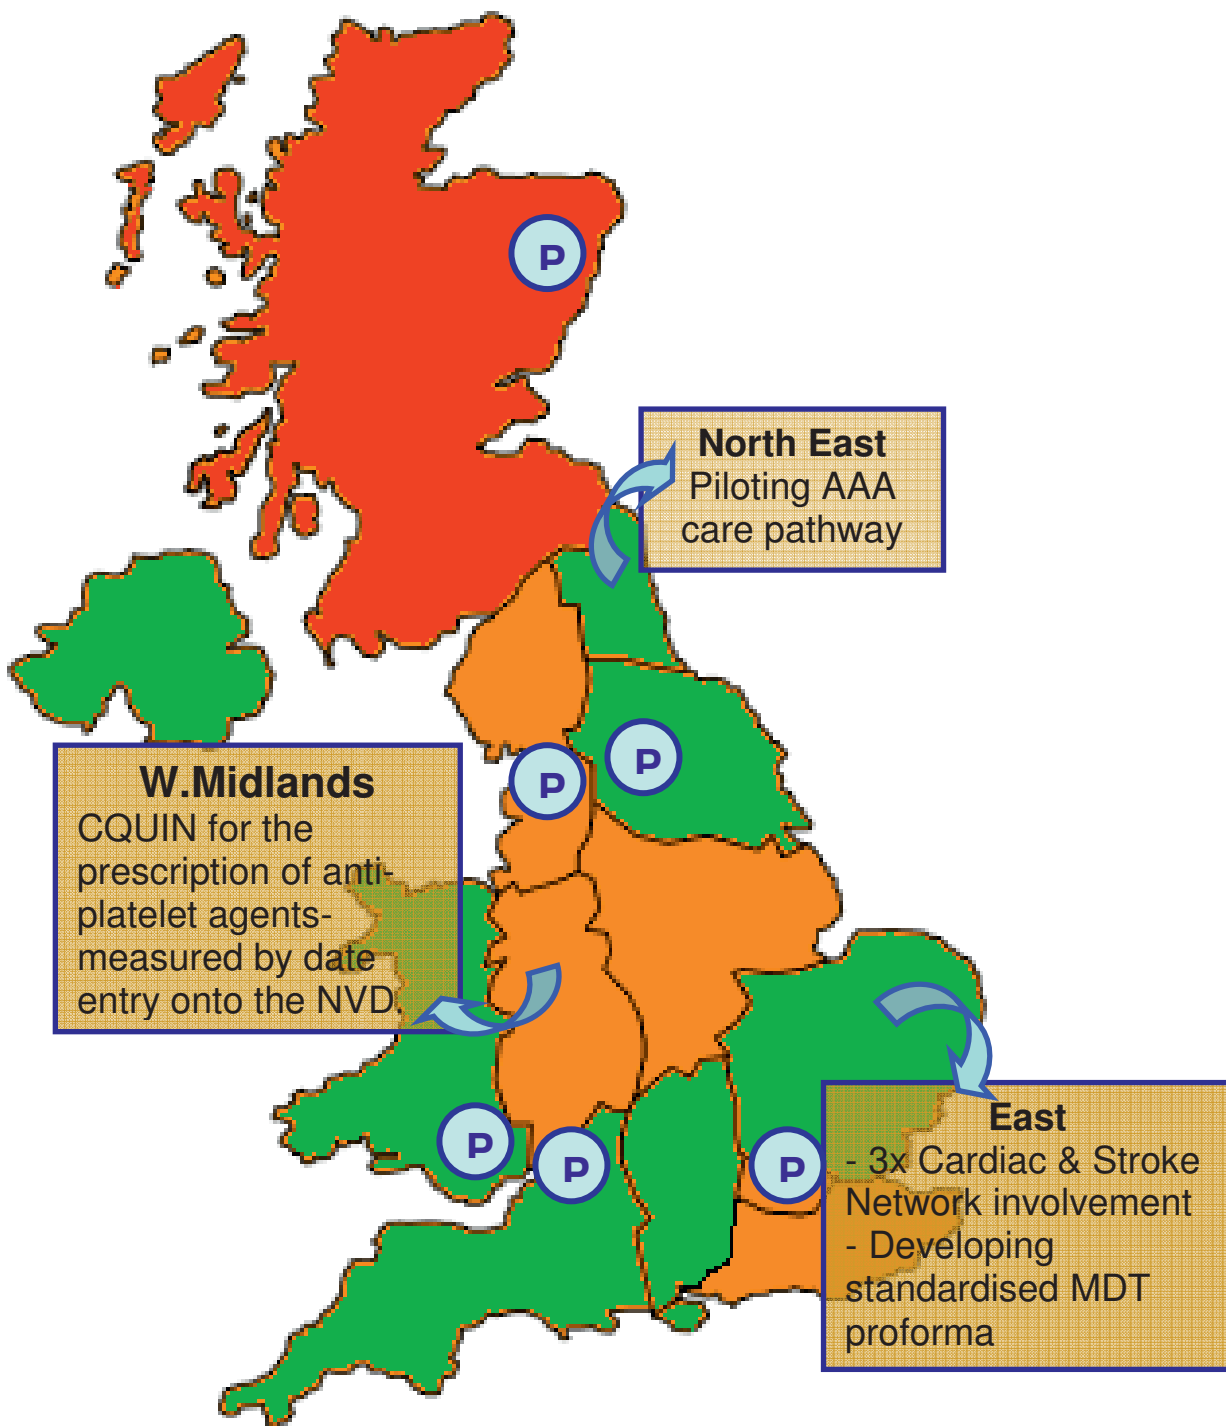 P
North East
Piloting AAA
care pathway
P
P
W.Midlands
CQUIN for the
prescription of anti-
platelet agents-
measured by date
entry onto the NVD
P
P
P
East
- 3x Cardiac & Stroke
Network involvement
- Developing
standardised MDT
proforma